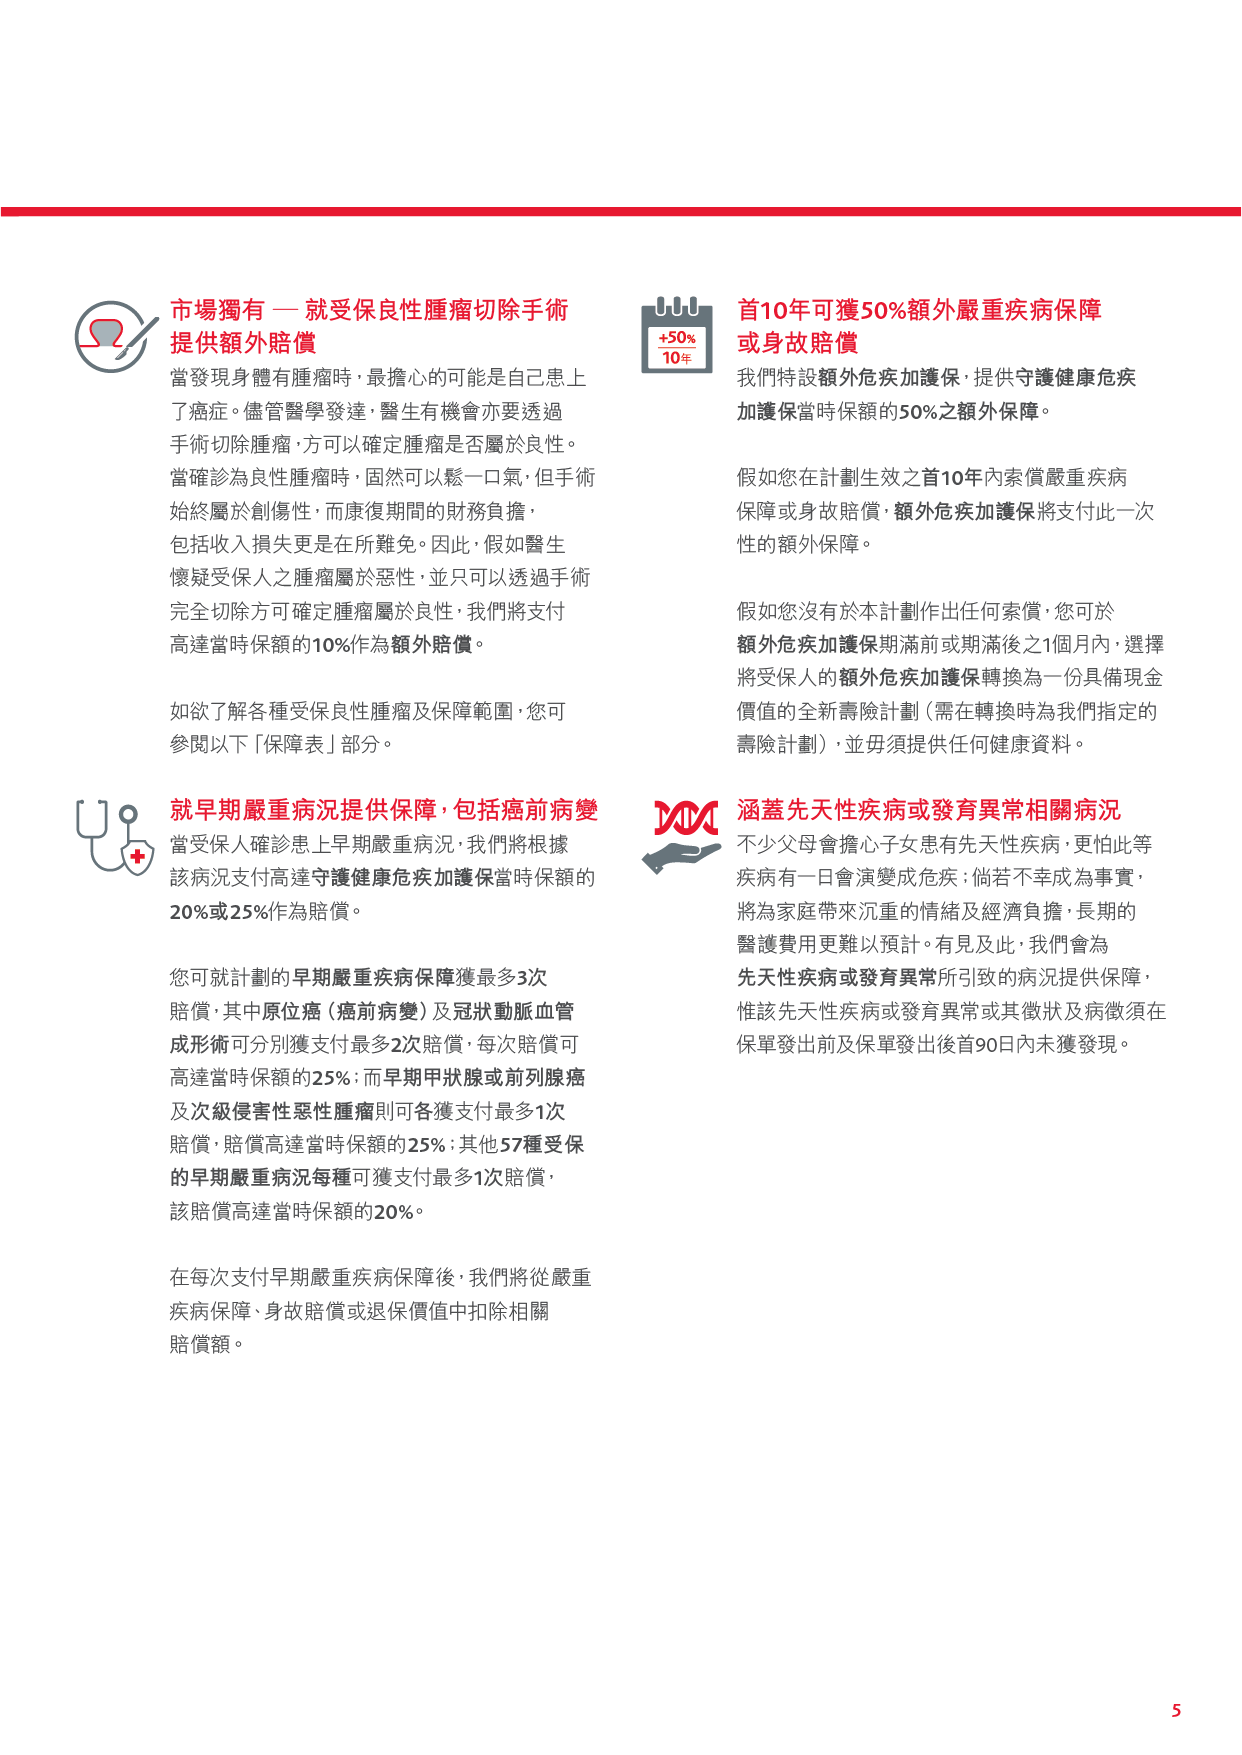 市場獨有 — 就受保良性腫瘤切除手術
提供額外賠償
當發現身體有腫瘤時，最擔心的可能是自己患上
了癌症。儘管醫學發達，醫生有機會亦要透過
手術切除腫瘤，方可以確定腫瘤是否屬於良性。
當確診為良性腫瘤時，固然可以鬆一口氣，但手術
始終屬於創傷性，而康復期間的財務負擔，
包括收入損失更是在所難免。因此，假如醫生
懷疑受保人之腫瘤屬於惡性，並只可以透過手術
完全切除方可確定腫瘤屬於良性，我們將支付
高達當時保額的10%作為額外賠償。
如欲了解各種受保良性腫瘤及保障範圍，您可
參閱以下「保障表」部分。
就早期嚴重病況提供保障，包括癌前病變
當受保人確診患上早期嚴重病況，我們將根據
該病況支付高達守護健康危疾加護保當時保額的
20%或25%作為賠償。
您可就計劃的早期嚴重疾病保障獲最多3次
賠償，其中原位癌（癌前病變）及冠狀動脈血管
成形術可分別獲支付最多2次賠償，每次賠償可
高達當時保額的25%；而早期甲狀腺或前列腺癌
及次級侵害性惡性腫瘤則可各獲支付最多1次
賠償，賠償高達當時保額的25%；其他57種受保
的早期嚴重病況每種可獲支付最多1次賠償，
該賠償高達當時保額的20%。
在每次支付早期嚴重疾病保障後，我們將從嚴重
疾病保障、身故賠償或退保價值中扣除相關
賠償額。
+50%
10年
首10年可獲50%額外嚴重疾病保障
或身故賠償
我們特設額外危疾加護保，提供守護健康危疾
加護保當時保額的50%之額外保障。
假如您在計劃生效之首10年內索償嚴重疾病
保障或身故賠償，額外危疾加護保將支付此一次
性的額外保障。
假如您沒有於本計劃作出任何索償，您可於
額外危疾加護保期滿前或期滿後之1個月內，選擇
將受保人的額外危疾加護保轉換為一份具備現金
價值的全新壽險計劃（需在轉換時為我們指定的
壽險計劃），並毋須提供任何健康資料。
涵蓋先天性疾病或發育異常相關病況
不少父母會擔心子女患有先天性疾病，更怕此等
疾病有一日會演變成危疾；倘若不幸成為事實，
將為家庭帶來沉重的情緒及經濟負擔，長期的
醫護費用更難以預計。有見及此，我們會為
先天性疾病或發育異常所引致的病況提供保障，
惟該先天性疾病或發育異常或其徵狀及病徵須在
保單發出前及保單發出後首90日內未獲發現。
5